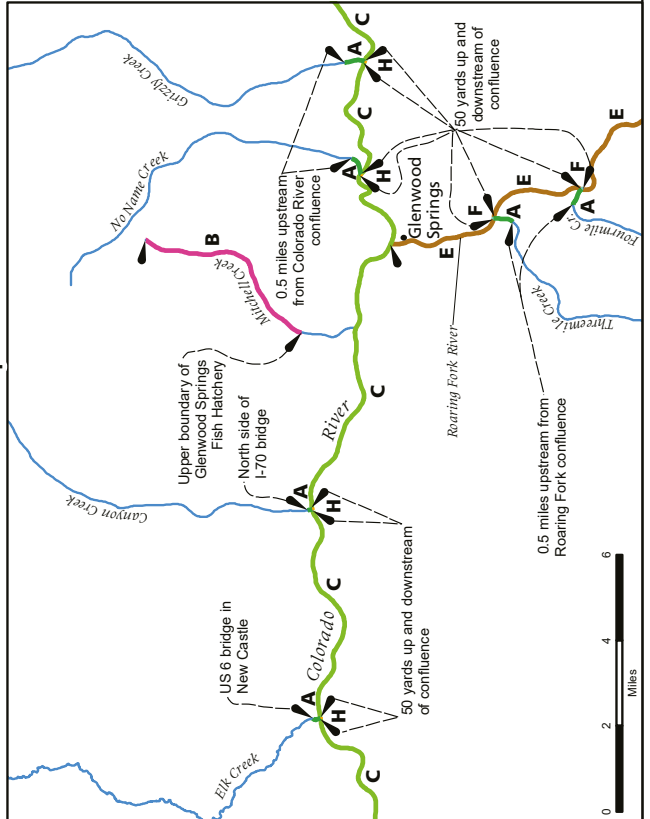 Grizzly Creek
No Name Creek
Mitchell Creek
Canyon Creek
Elk Creek
Threemile Creek
Fourmile Cr.
Roaring Fork River
Colorado
River
Glenwood
Springs
Upper boundary of
Glenwood Springs
Fish Hatchery
North side of
I-70 bridge
US 6 bridge in
New Castle
50 yards up and downstream
of confluence
0.5 miles upstream
from Colorado River
confluence
50 yards up and
downstream of
confluence
0.5 miles upstream from
Roaring Fork confluence
C
A
H
C
A
H
B
E
F
A
E
F
A
E
C
A
H
C
A
H
C
0
2
4
6
Miles